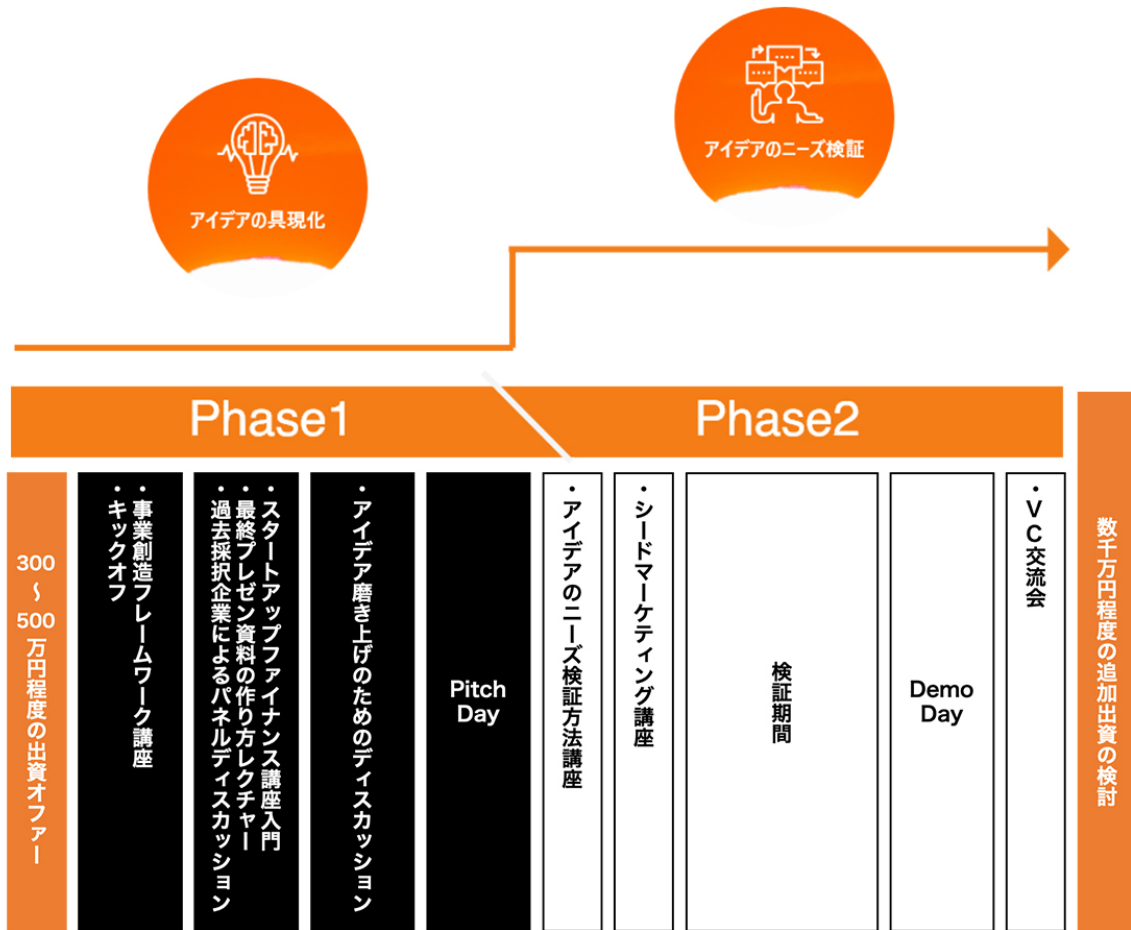 アイデアの具現化
アイデアのニーズ検証
Phase1
Phase2
300
〜
500
万円程度の出資オファー
・事業創造フレームワーク講座
・キックオフ
・スタートアップファイナンス講座入門
・最終プレゼン資料の作り方レクチャー
・過去採択企業によるパネルディスカッション
・アイデア磨き上げのためのディスカッション
Pitch
Day
・アイデアのニーズ検証方法講座
・シードマーケティング講座
検証期間
Demo
Day
・VC交流会
数千万円程度の追加出資の検討